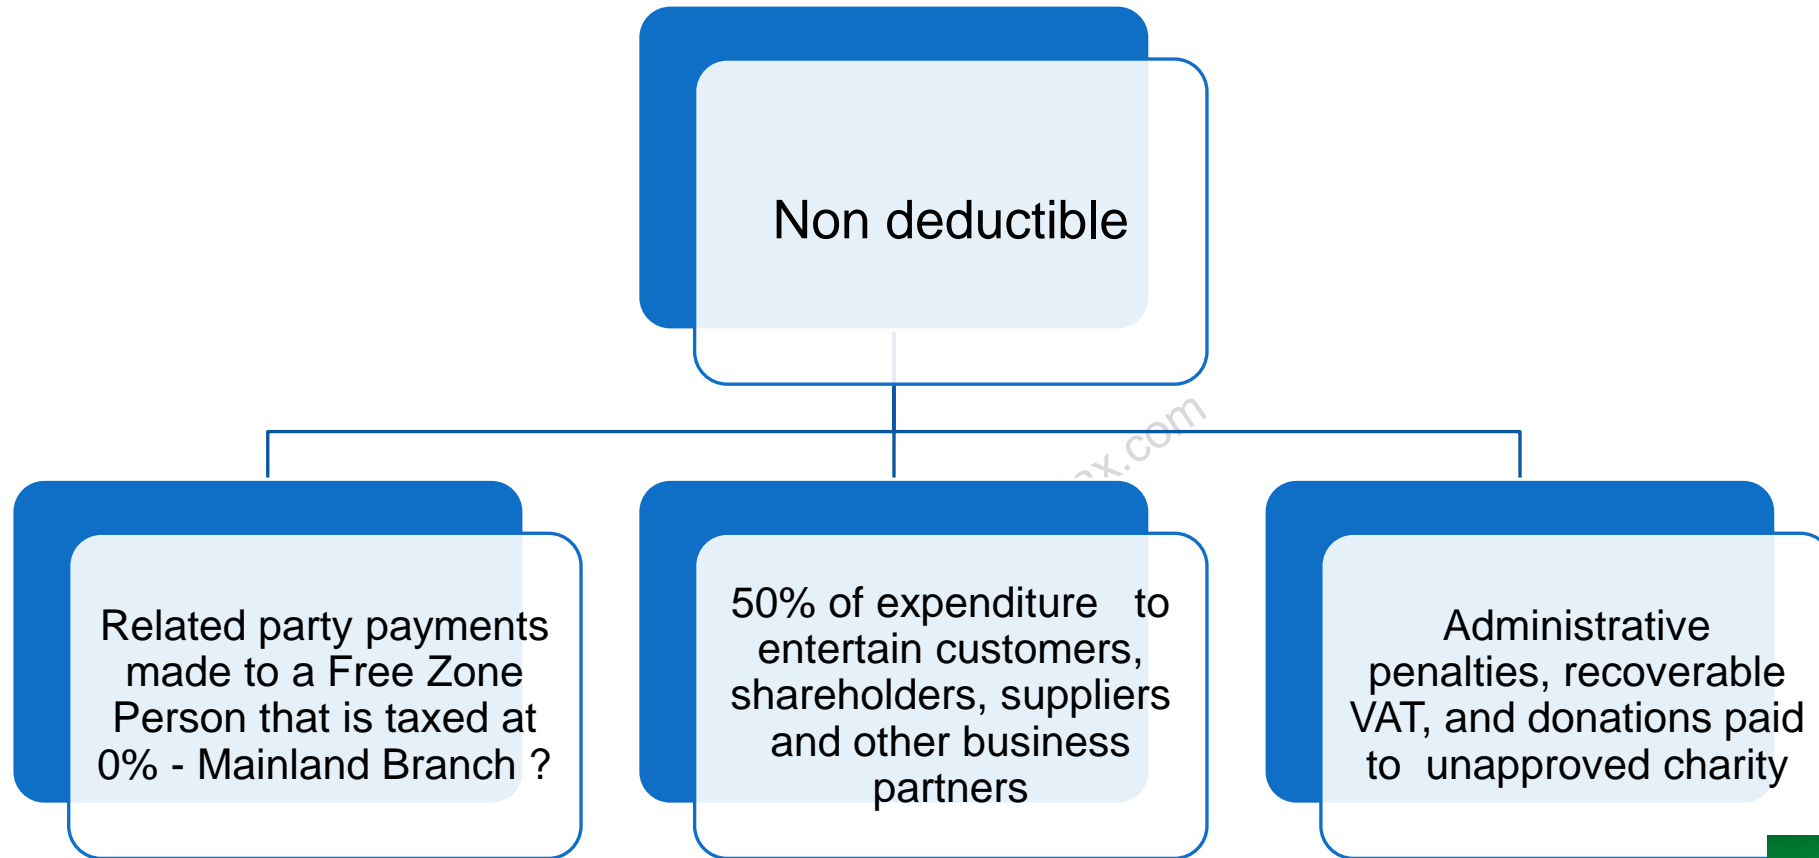 Non deductible
Related party payments
made to a Free Zone
Person that is taxed at
0% - Mainland Branch ?
50% of expenditure to
entertain customers,
shareholders, suppliers
and other business
partners
Administrative
penalties, recoverable
VAT, and donations paid
to unapproved charity